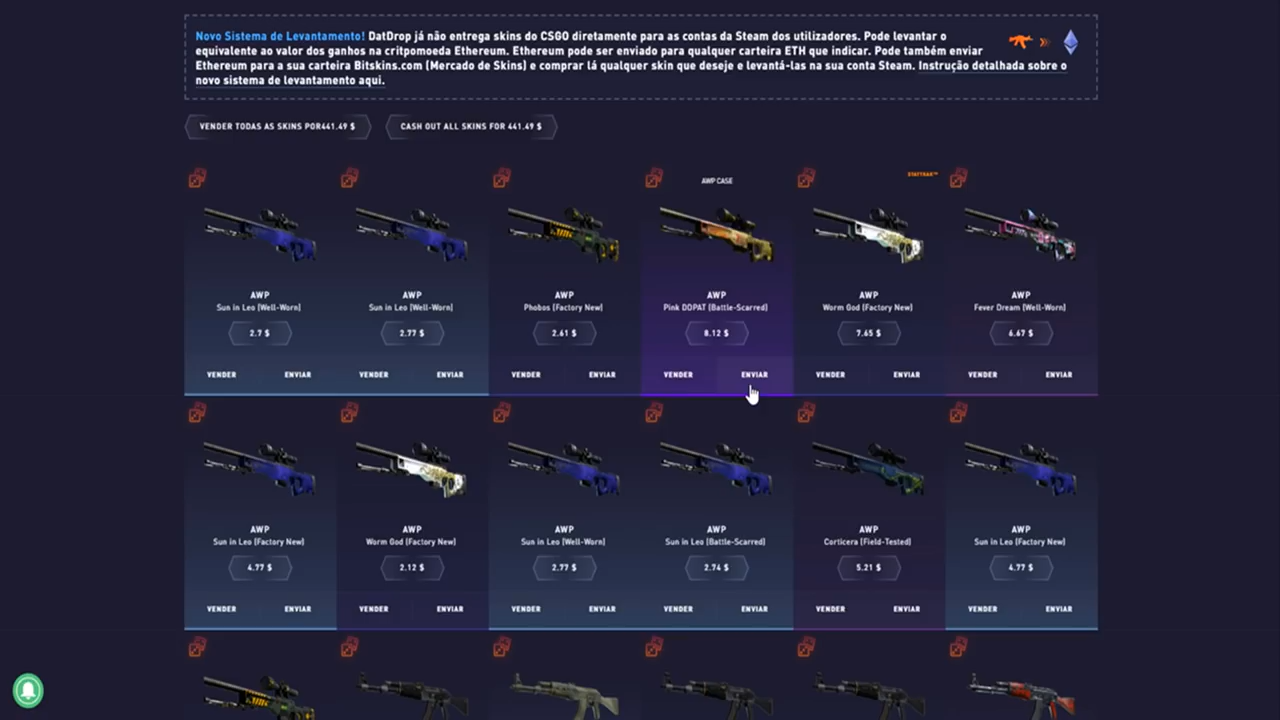 Novo Sistema de Levantamento! DatDrop já não entrega skins do CSGO diretamente para as contas da Steam dos utilizadores. Pode levantar o
equivalente ao valor dos ganhos na critpomoeda Ethereum. Ethereum pode ser enviado para qualquer carteira ETH que indicar. Pode também enviar
Ethereum para a sua carteira Bitskins.com (Mercado de Skins) e comprar lá qualquer skin que deseje e levantá-las na sua conta Steam. Instrução detalhada sobre o
novo sistema de levantamento aqui.
VENDER TODAS AS SKINS POR441.49 $ CASH OUT ALL SKINS FOR 441.49 $
AWP CASE STATTRAK™
AWP AWP AWP AWP AWP AWP
Sun in Leo (Well-Worn) Sun in Leo (Well-Worn) Phobos (Factory New) Pink DDPAT (Battle-Scarred) Worm God (Factory New) Fever Dream (Well-Worn)
2.7 $ 2.77 $ 2.61 $ 8.12 $ 7.65 $ 6.67 $
VENDER ENVIAR VENDER ENVIAR VENDER ENVIAR VENDER ENVIAR VENDER ENVIAR VENDER ENVIAR
AWP AWP AWP AWP AWP AWP
Sun in Leo (Factory New) Worm God (Factory New) Sun in Leo (Well-Worn) Sun in Leo (Battle-Scarred) Corticera (Field-Tested) Sun in Leo (Factory New)
4.77 $ 2.12 $ 2.77 $ 2.74 $ 5.21 $ 4.77 $
VENDER ENVIAR VENDER ENVIAR VENDER ENVIAR VENDER ENVIAR VENDER ENVIAR VENDER ENVIAR